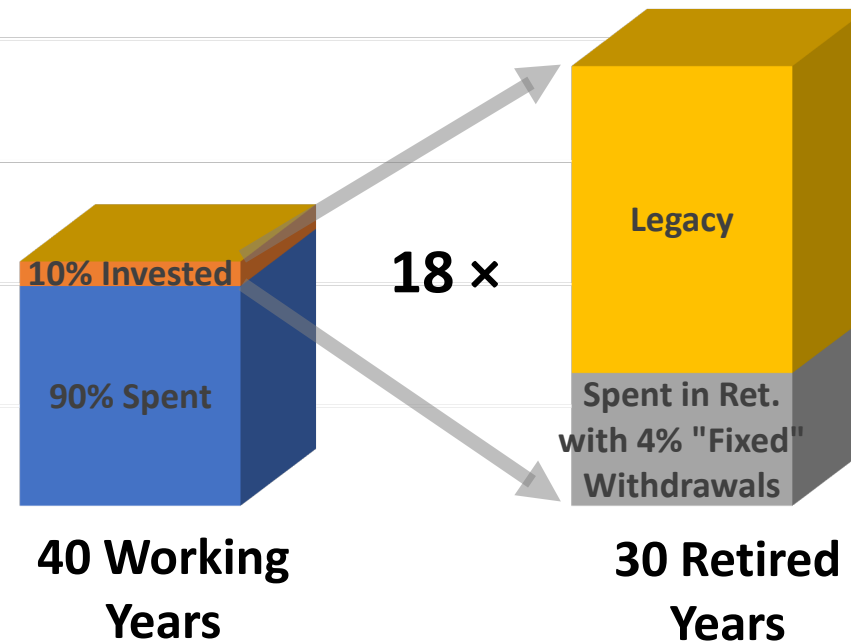 10% Invested
90% Spent
40 Working
Years
18 ×
Legacy
Spent in Ret.
with 4% "Fixed"
Withdrawals
30 Retired
Years